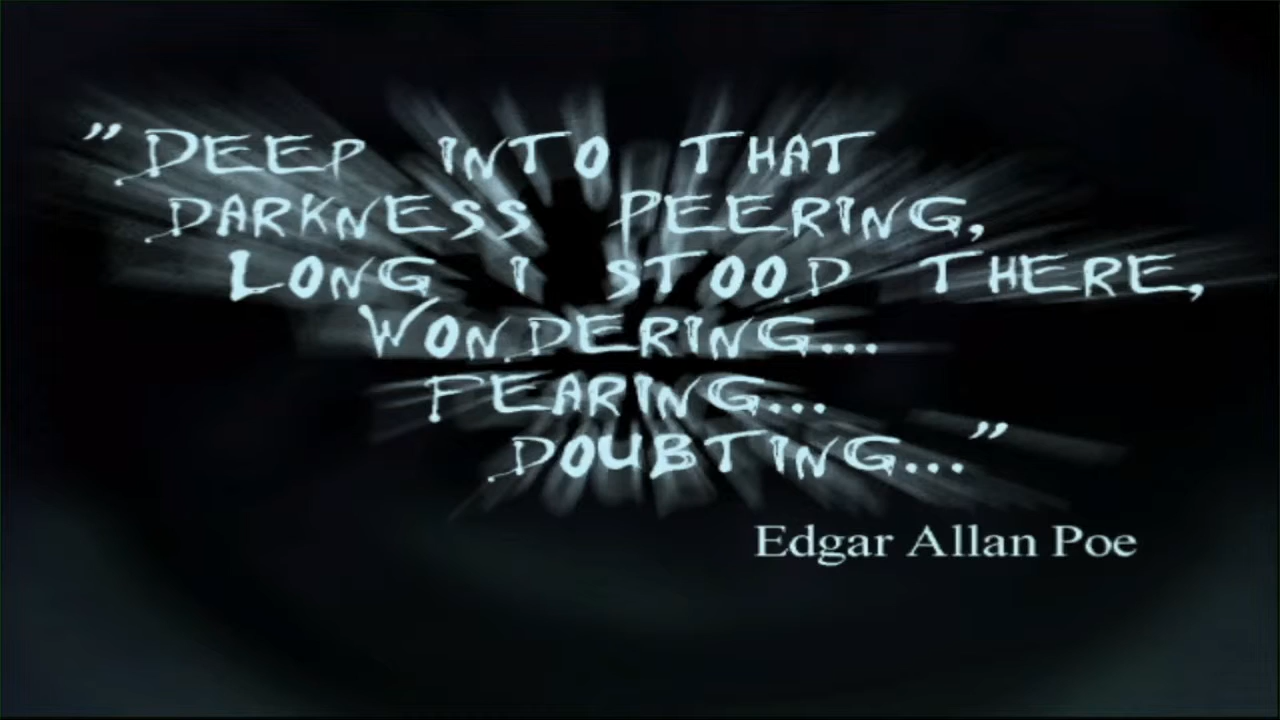 "DEEP INTO THAT
DARKNESS PEERING,
LONG I STOOD THERE,
WONDERING...
FEARING...
DOUBTING..."
Edgar Allan Poe